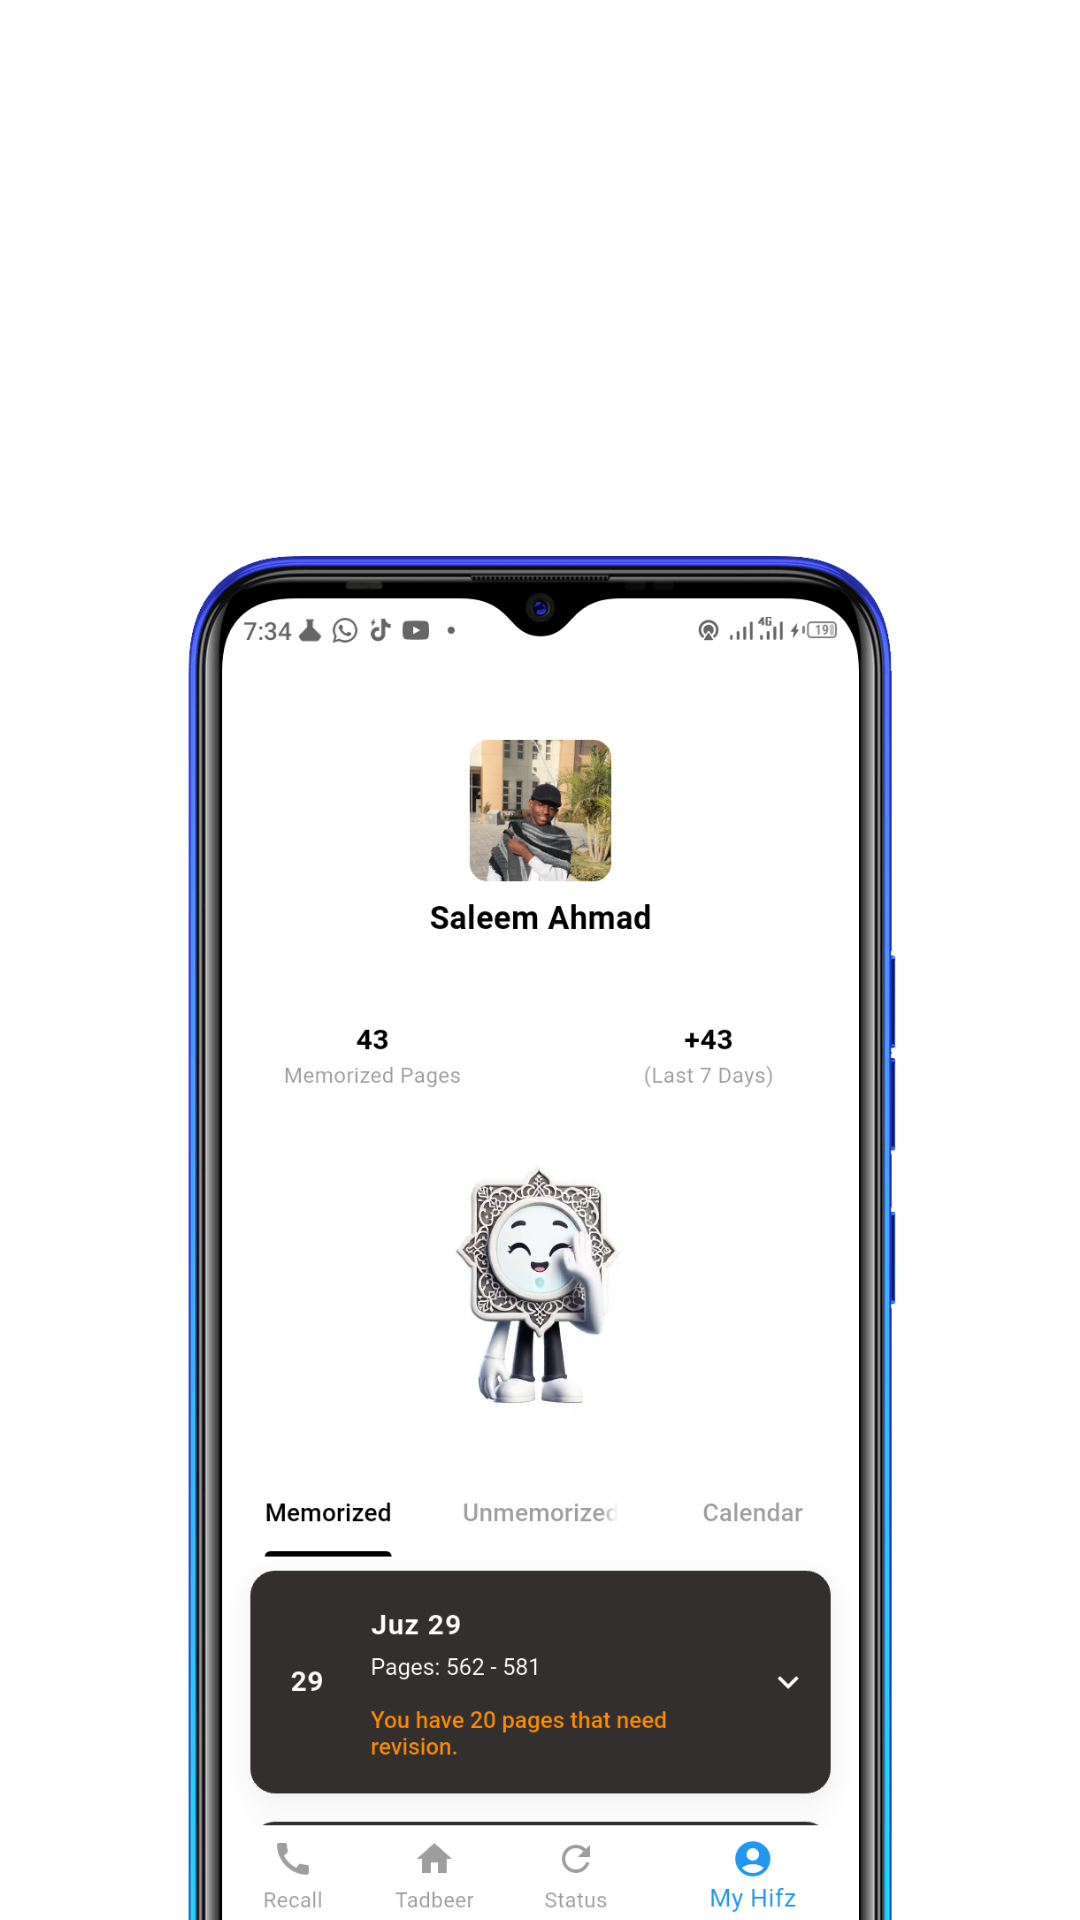 7:34
4G
19
Saleem Ahmad
43
+43
Memorized Pages
(Last 7 Days)
Memorized
Unmemorized
Calendar
Juz 29
Pages: 562 - 581
29
You have 20 pages that need
revision.
Recall
Tadbeer
Status
My Hifz